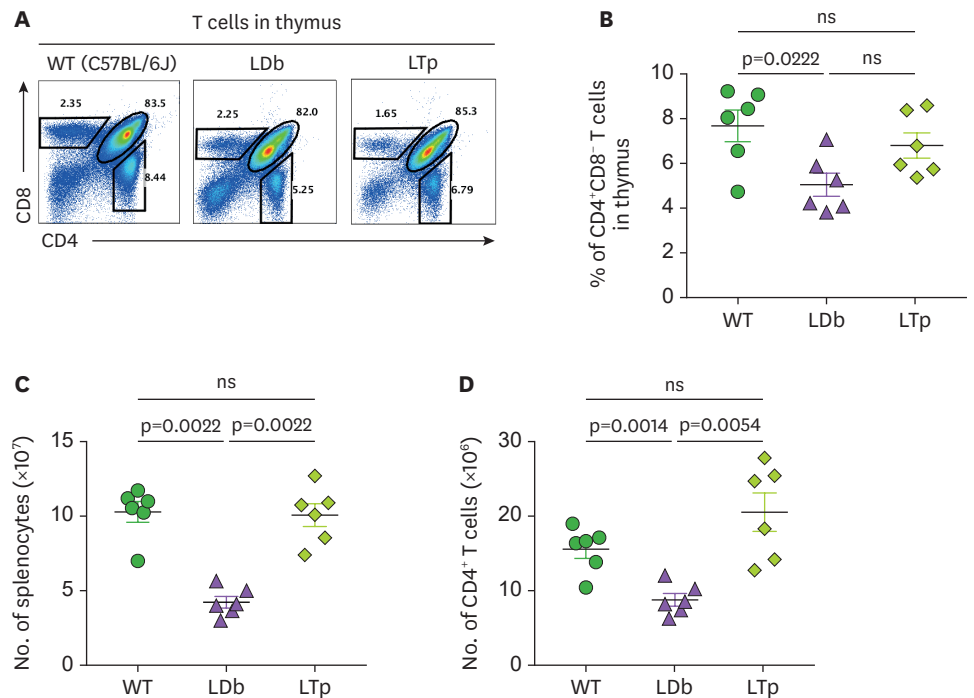 A
T cells in thymus
WT (C57BL/6J)
LDb
LTp
2.35
83.5
8.44
2.25
82.0
5.25
1.65
85.3
6.79
CD8
CD4
B
ns
p=0.0222
ns
% of CD4⁺CD8⁻ T cells
in thymus
10
8
6
4
2
0
WT
LDb
LTp
C
ns
p=0.0022
p=0.0022
No. of splenocytes (×10⁷)
15
10
5
0
WT
LDb
LTp
D
ns
p=0.0014
p=0.0054
No. of CD4⁺ T cells (×10⁶)
30
20
10
0
WT
LDb
LTp